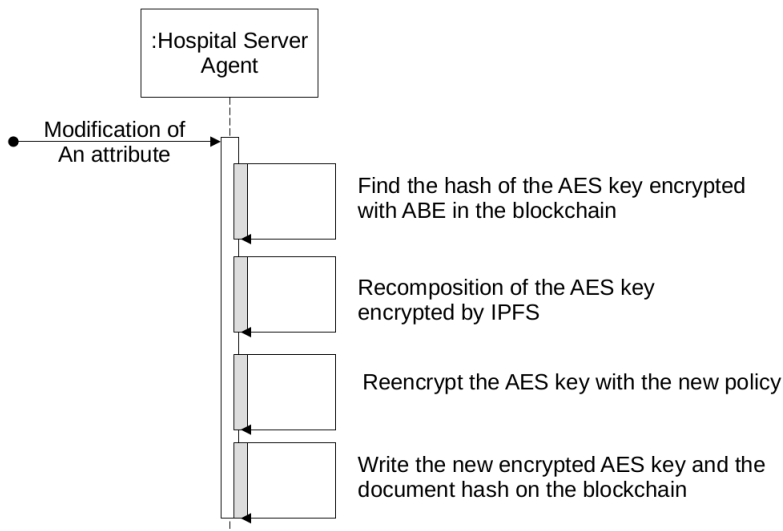 :Hospital Server
Agent
Modification of
An attribute
Find the hash of the AES key encrypted
with ABE in the blockchain
Recomposition of the AES key
encrypted by IPFS
Reencrypt the AES key with the new policy
Write the new encrypted AES key and the
document hash on the blockchain